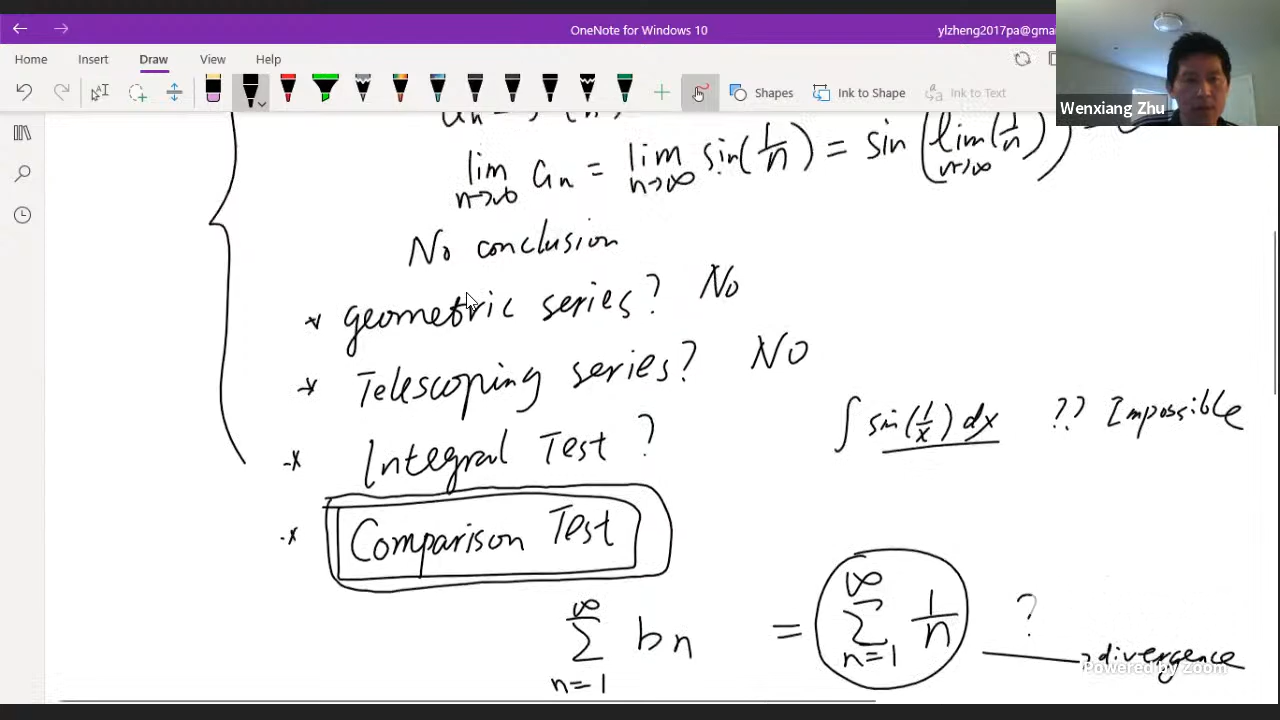 OneNote for Windows 10
ylzheng2017pa@gma
Home Insert Draw View Help
Shapes Ink to Shape Ink to Text
Wenxiang Zhu
lim n→∞ an = lim n→∞ sin(1/n) = sin(lim n→∞ (1/n))
No conclusion
* geometric series? No
* Telescoping series? NO
* Integral Test ?
∫ sin(1/x) dx ?? Impossible
* Comparison Test
∞ Σ n=1 bn = ∞ Σ n=1 1/n ? → divergence
Powered by Zoom